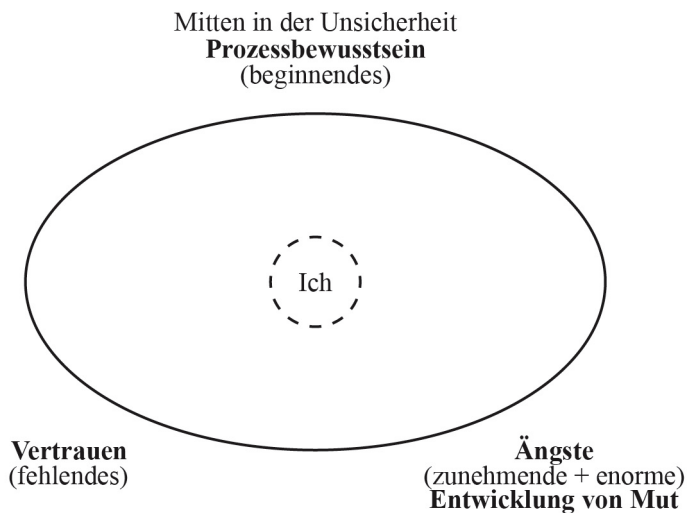 Mitten in der Unsicherheit
Prozessbewusstsein
(beginnendes)
Ich
Vertrauen
(fehlendes)
Ängste
(zunehmende + enorme)
Entwicklung von Mut